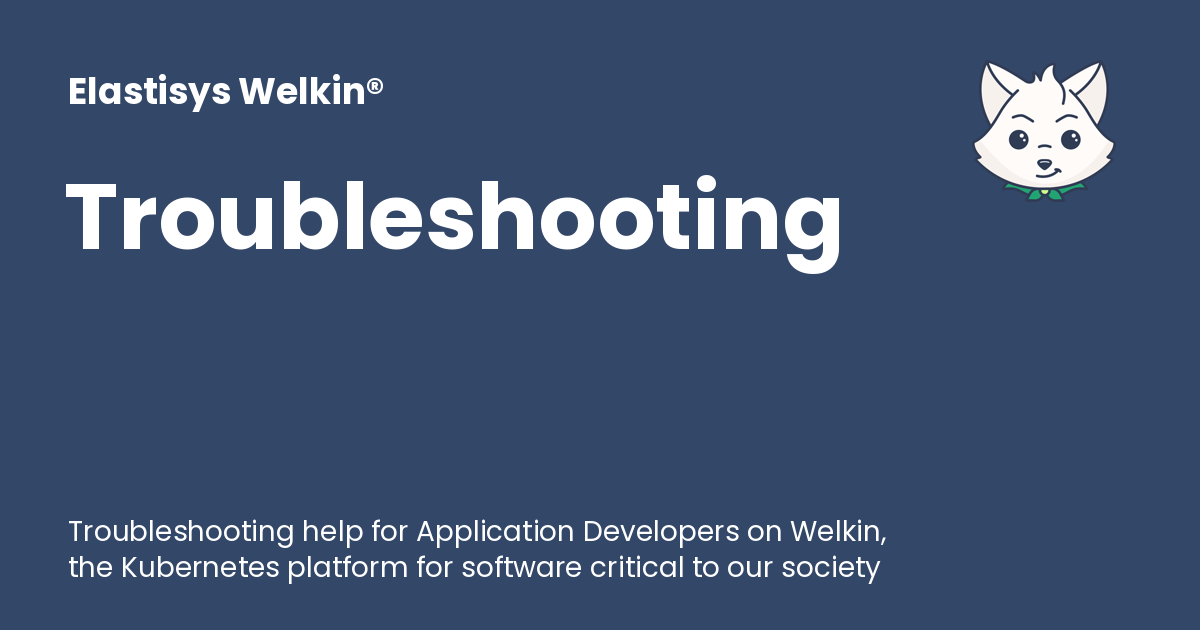 Elastisys Welkin®
Troubleshooting
Troubleshooting help for Application Developers on Welkin,
the Kubernetes platform for software critical to our society